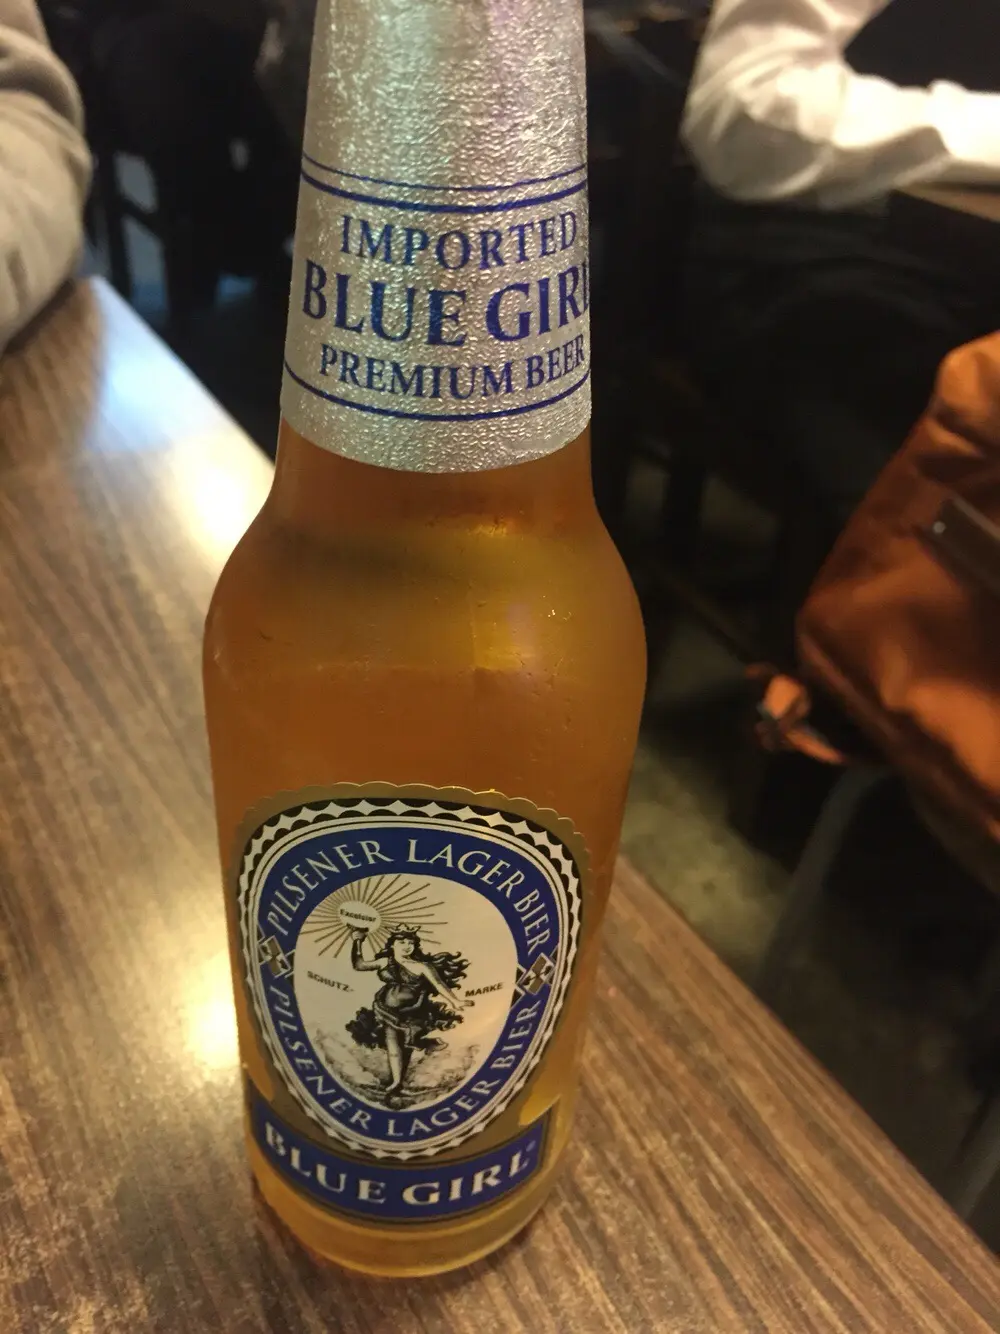 IMPORTED
BLUE GIRL
PREMIUM BEER
PILSENER LAGER BIER
Excelsior
SCHUTZ-
MARKE
PILSENER LAGER BIER
BLUE GIRL